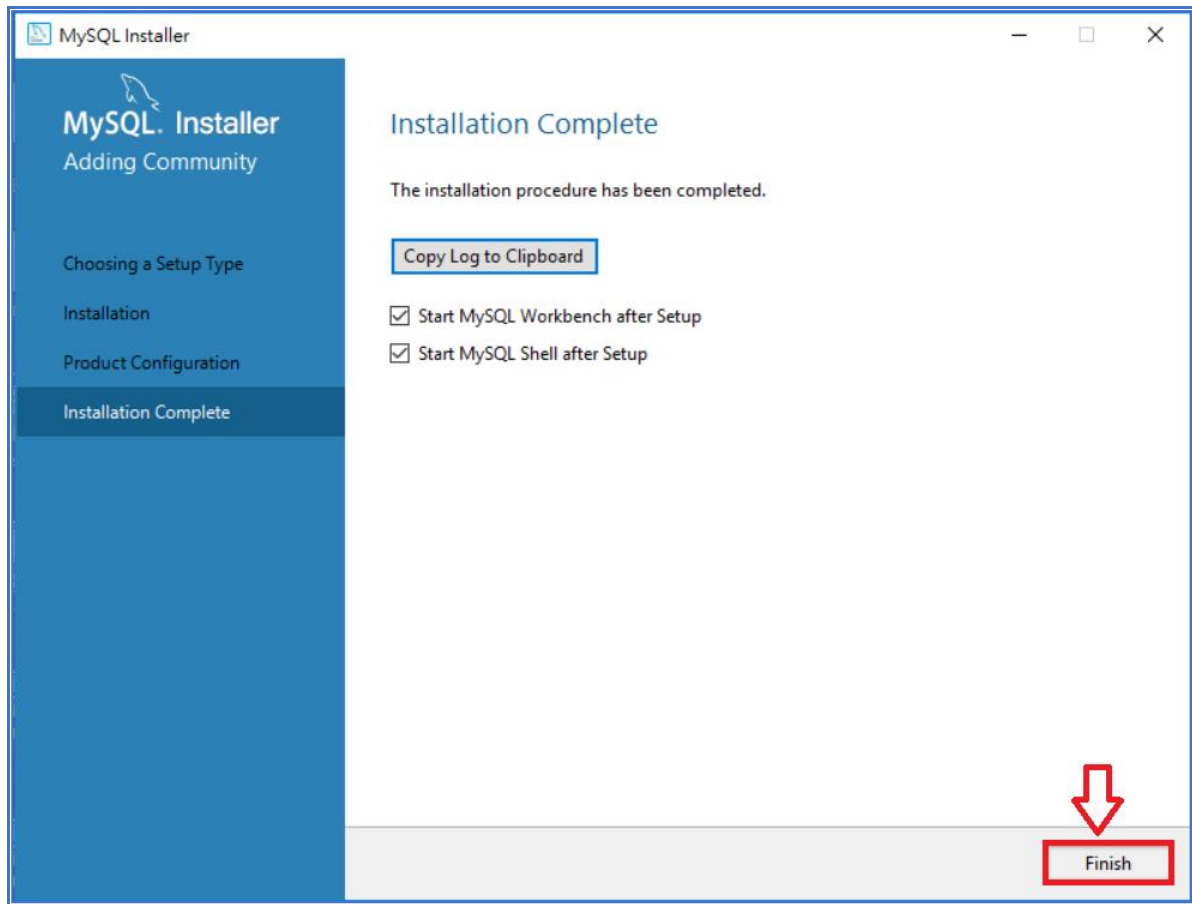 MySQL Installer
MySQL. Installer
Adding Community
Choosing a Setup Type
Installation
Product Configuration
Installation Complete
Installation Complete
The installation procedure has been completed.
Copy Log to Clipboard
Start MySQL Workbench after Setup
Start MySQL Shell after Setup
Finish